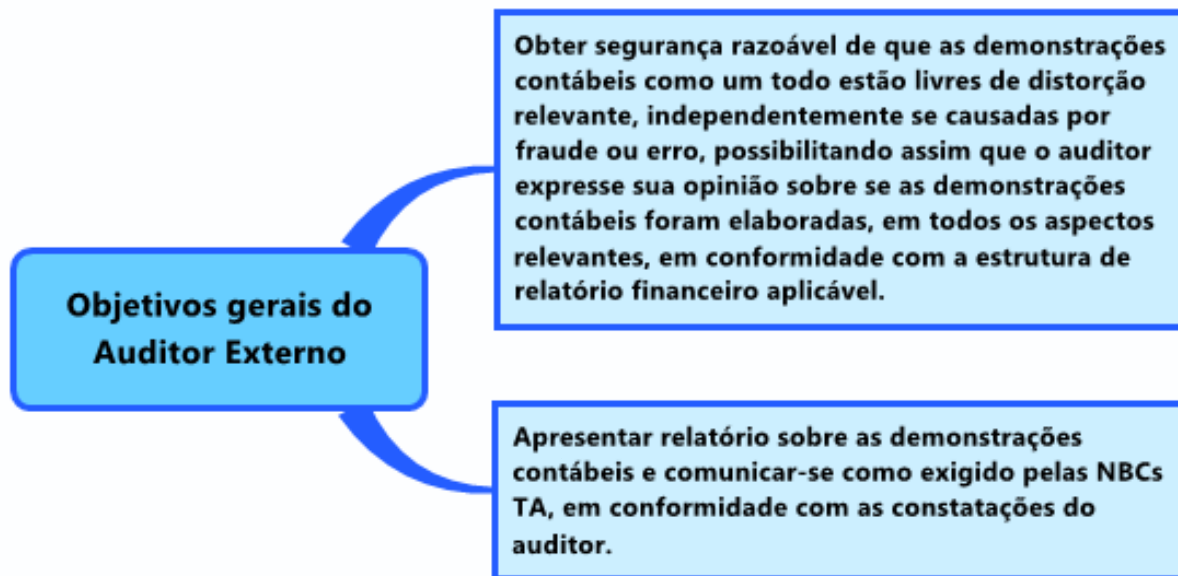 Objetivos gerais do
Auditor Externo
Obter segurança razoável de que as demonstrações
contábeis como um todo estão livres de distorção
relevante, independentemente se causadas por
fraude ou erro, possibilitando assim que o auditor
expresse sua opinião sobre se as demonstrações
contábeis foram elaboradas, em todos os aspectos
relevantes, em conformidade com a estrutura de
relatório financeiro aplicável.
Apresentar relatório sobre as demonstrações
contábeis e comunicar-se como exigido pelas NBCs
TA, em conformidade com as constatações do
auditor.